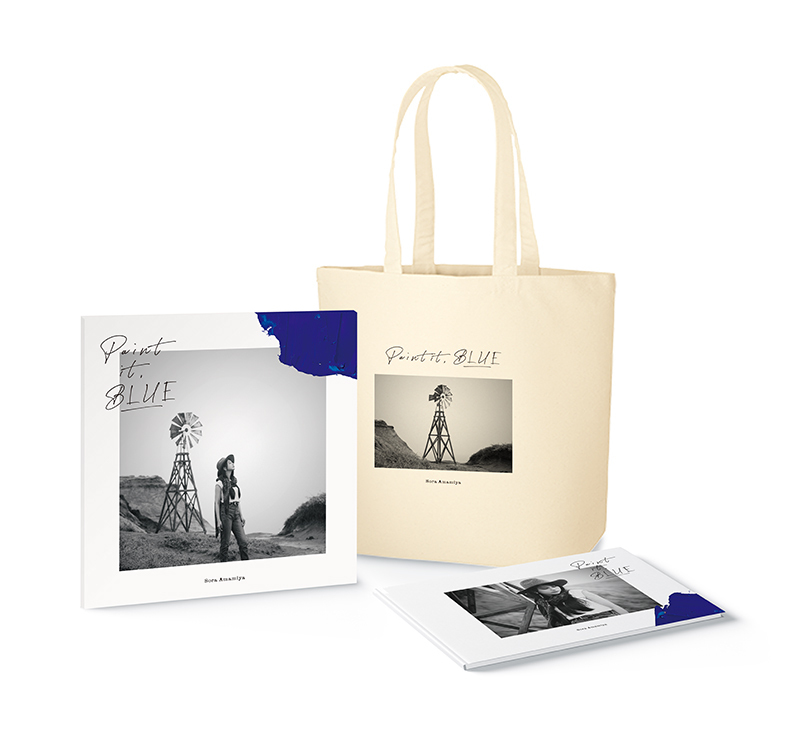 Paint
it,
BLUE
Sora Amamiya
Paint it, BLUE
Sora Amamiya
Paint
it,
BLUE
Sora Amamiya